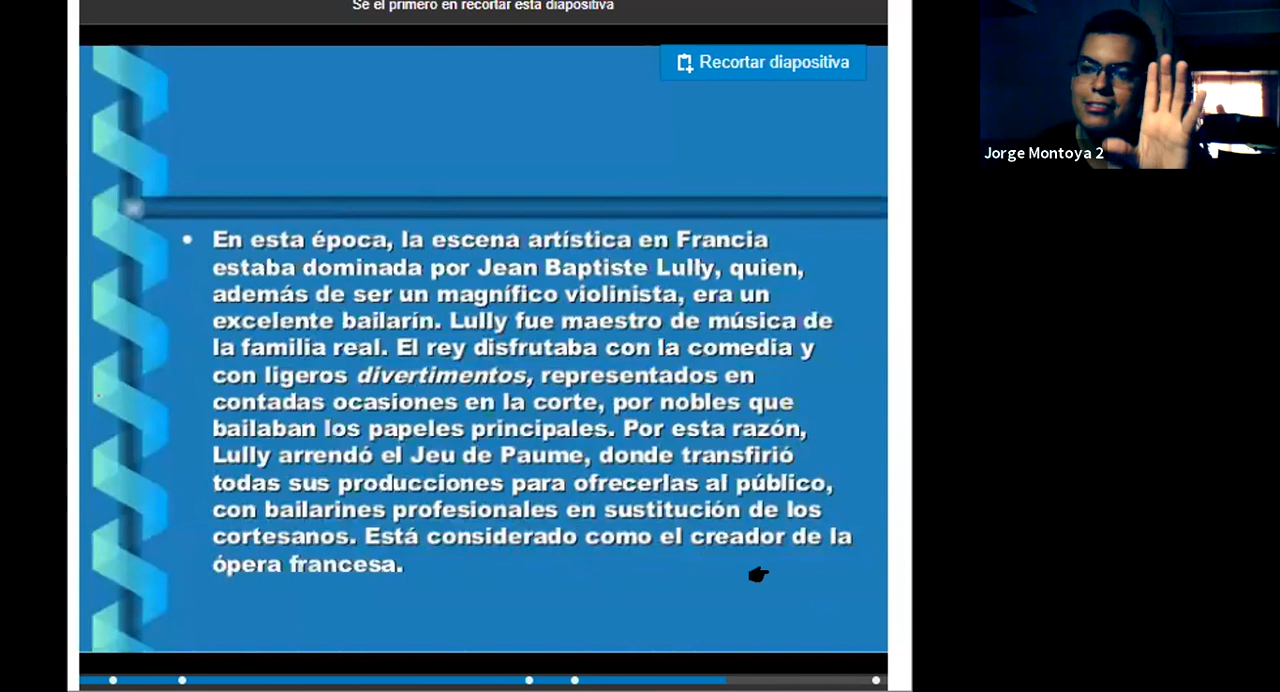 Sé el primero en recortar esta diapositiva
Recortar diapositiva
Jorge Montoya 2
• En esta época, la escena artística en Francia
estaba dominada por Jean Baptiste Lully, quien,
además de ser un magnífico violinista, era un
excelente bailarín. Lully fue maestro de música de
la familia real. El rey disfrutaba con la comedia y
con ligeros divertimentos, representados en
contadas ocasiones en la corte, por nobles que
bailaban los papeles principales. Por esta razón,
Lully arrendó el Jeu de Paume, donde transfirió
todas sus producciones para ofrecerlas al público,
con bailarines profesionales en sustitución de los
cortesanos. Está considerado como el creador de la
ópera francesa.